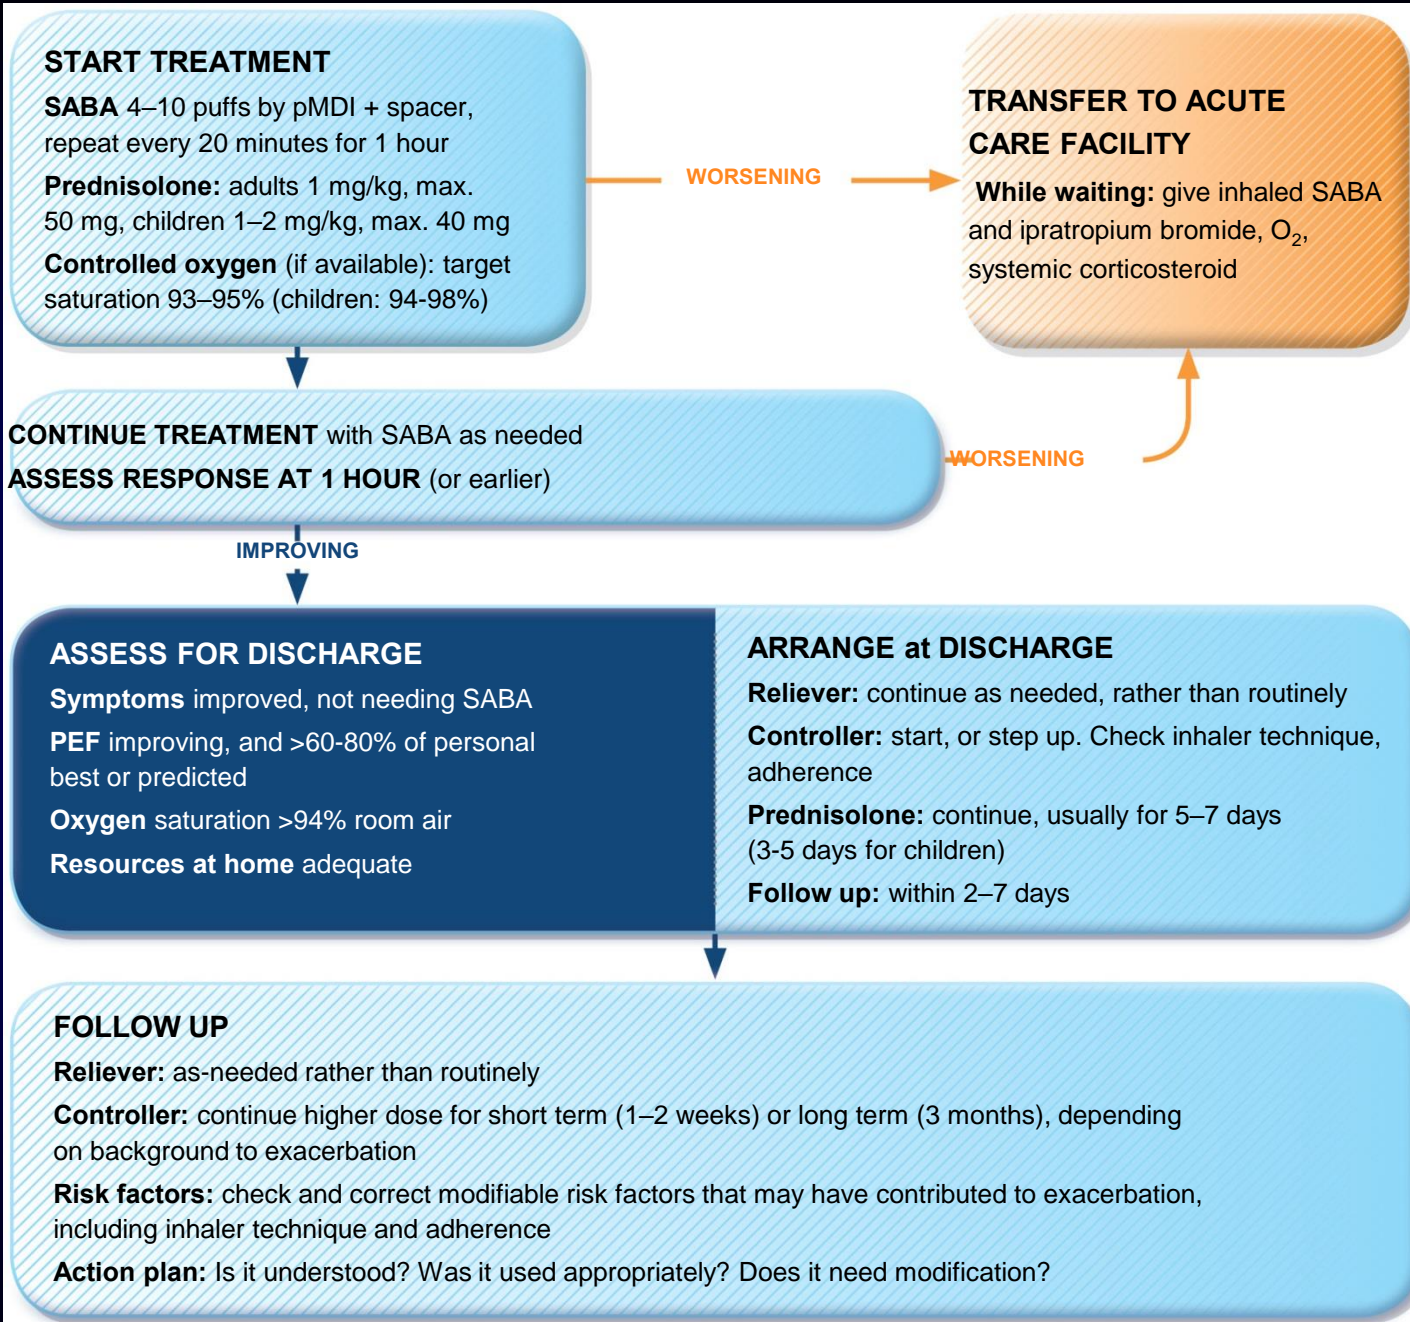 START TREATMENT
SABA 4–10 puffs by pMDI + spacer,
repeat every 20 minutes for 1 hour
Prednisolone: adults 1 mg/kg, max.
50 mg, children 1–2 mg/kg, max. 40 mg
Controlled oxygen (if available): target
saturation 93–95% (children: 94-98%)
WORSENING
TRANSFER TO ACUTE
CARE FACILITY
While waiting: give inhaled SABA
and ipratropium bromide, O₂,
systemic corticosteroid
CONTINUE TREATMENT with SABA as needed
ASSESS RESPONSE AT 1 HOUR (or earlier)
WORSENING
IMPROVING
ASSESS FOR DISCHARGE
Symptoms improved, not needing SABA
PEF improving, and >60-80% of personal
best or predicted
Oxygen saturation >94% room air
Resources at home adequate
ARRANGE at DISCHARGE
Reliever: continue as needed, rather than routinely
Controller: start, or step up. Check inhaler technique,
adherence
Prednisolone: continue, usually for 5–7 days
(3-5 days for children)
Follow up: within 2–7 days
FOLLOW UP
Reliever: as-needed rather than routinely
Controller: continue higher dose for short term (1–2 weeks) or long term (3 months), depending
on background to exacerbation
Risk factors: check and correct modifiable risk factors that may have contributed to exacerbation,
including inhaler technique and adherence
Action plan: Is it understood? Was it used appropriately? Does it need modification?